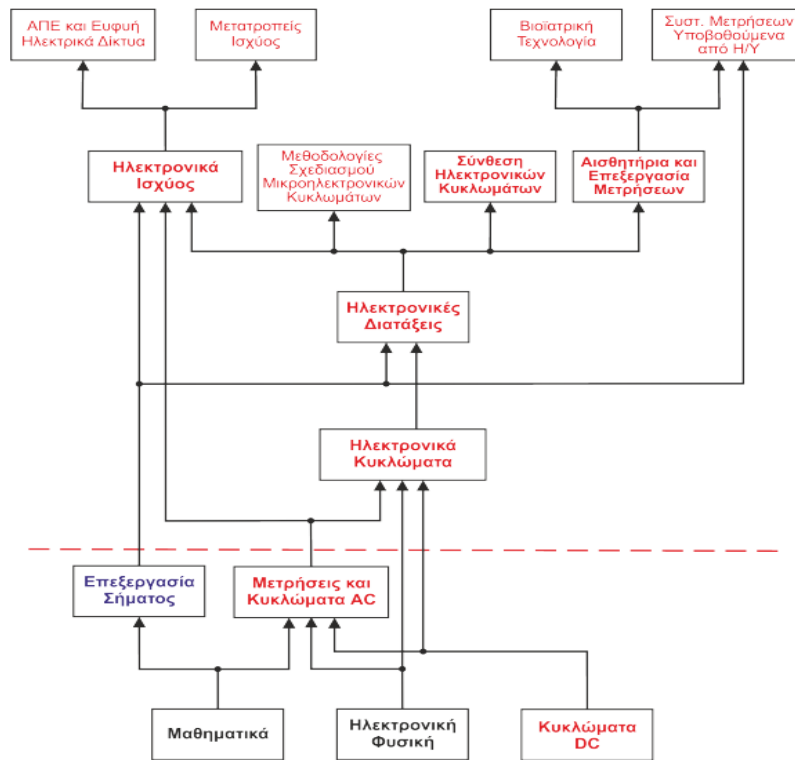 ΑΠΕ και Ευφυή
Ηλεκτρικά Δίκτυα
Μετατροπείς
Ισχύος
Βιοϊατρική
Τεχνολογία
Συστ. Μετρήσεων
Υποβοθούμενα
από Η/Υ
Ηλεκτρονικά
Ισχύος
Μεθοδολογίες
Σχεδιασμού
Μικροηλεκτρονικών
Κυκλωμάτων
Σύνθεση
Ηλεκτρονικών
Κυκλωμάτων
Αισθητήρια και
Επεξεργασία
Μετρήσεων
Ηλεκτρονικές
Διατάξεις
Ηλεκτρονικά
Κυκλώματα
Επεξεργασία
Σήματος
Μετρήσεις και
Κυκλώματα AC
Μαθηματικά
Ηλεκτρονική
Φυσική
Κυκλώματα
DC